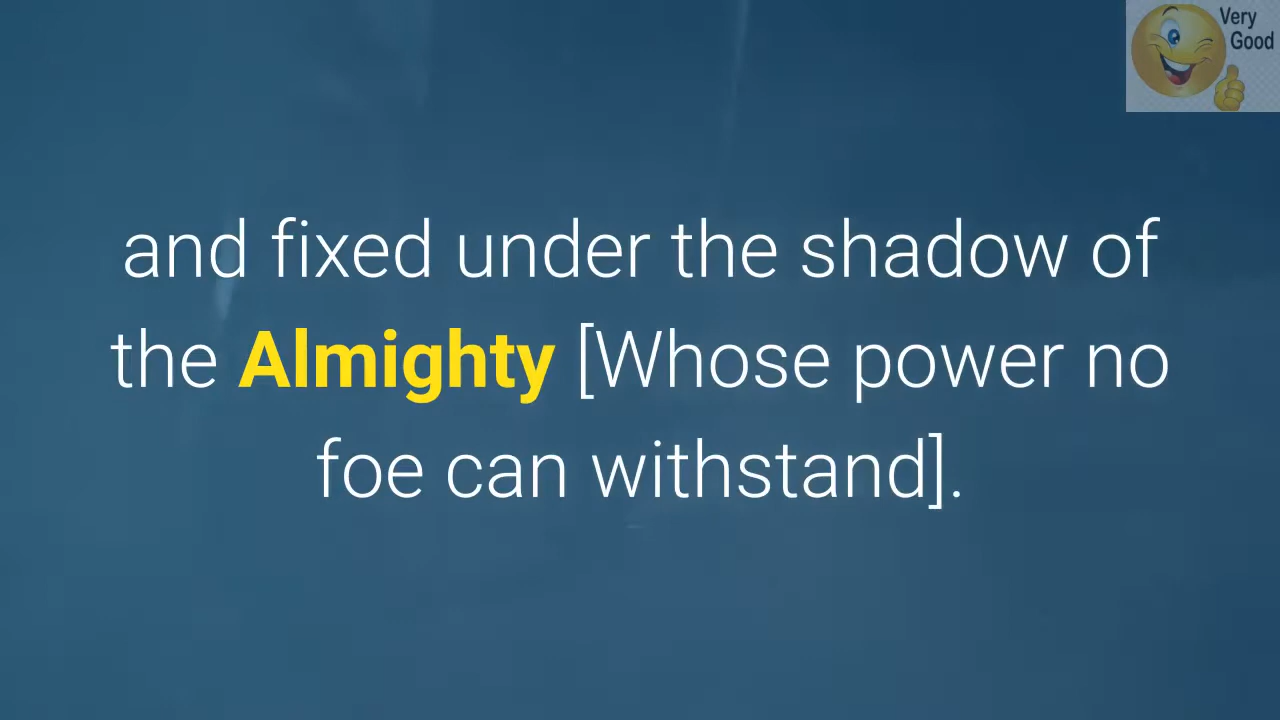 Very
Good
and fixed under the shadow of
the Almighty [Whose power no
foe can withstand].